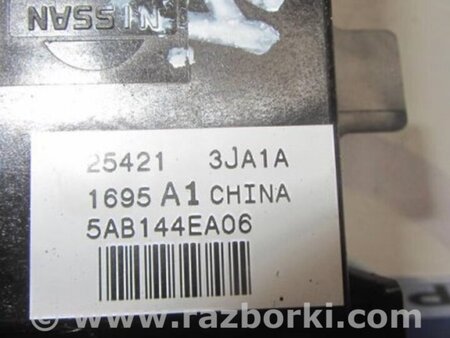 NISSAN
25421 3JA1A
1695 A1 CHINA
5AB144EA06
© www.razborki.com